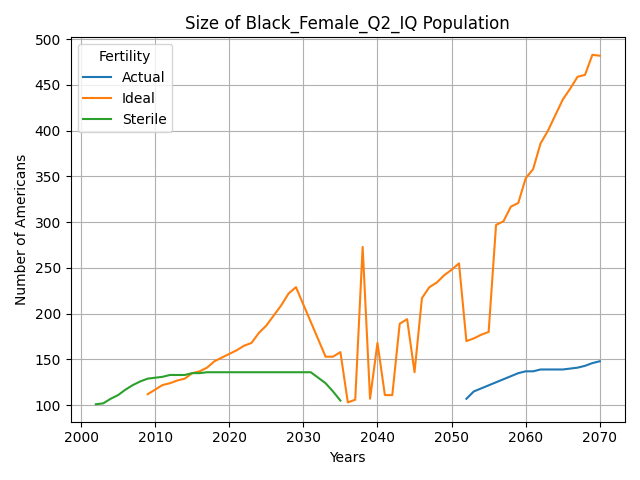 Size of Black_Female_Q2_IQ Population
Number of Americans
500
450
400
350
300
250
200
150
100
Fertility
Actual
Ideal
Sterile
2000 2010 2020 2030 2040 2050 2060 2070
Years